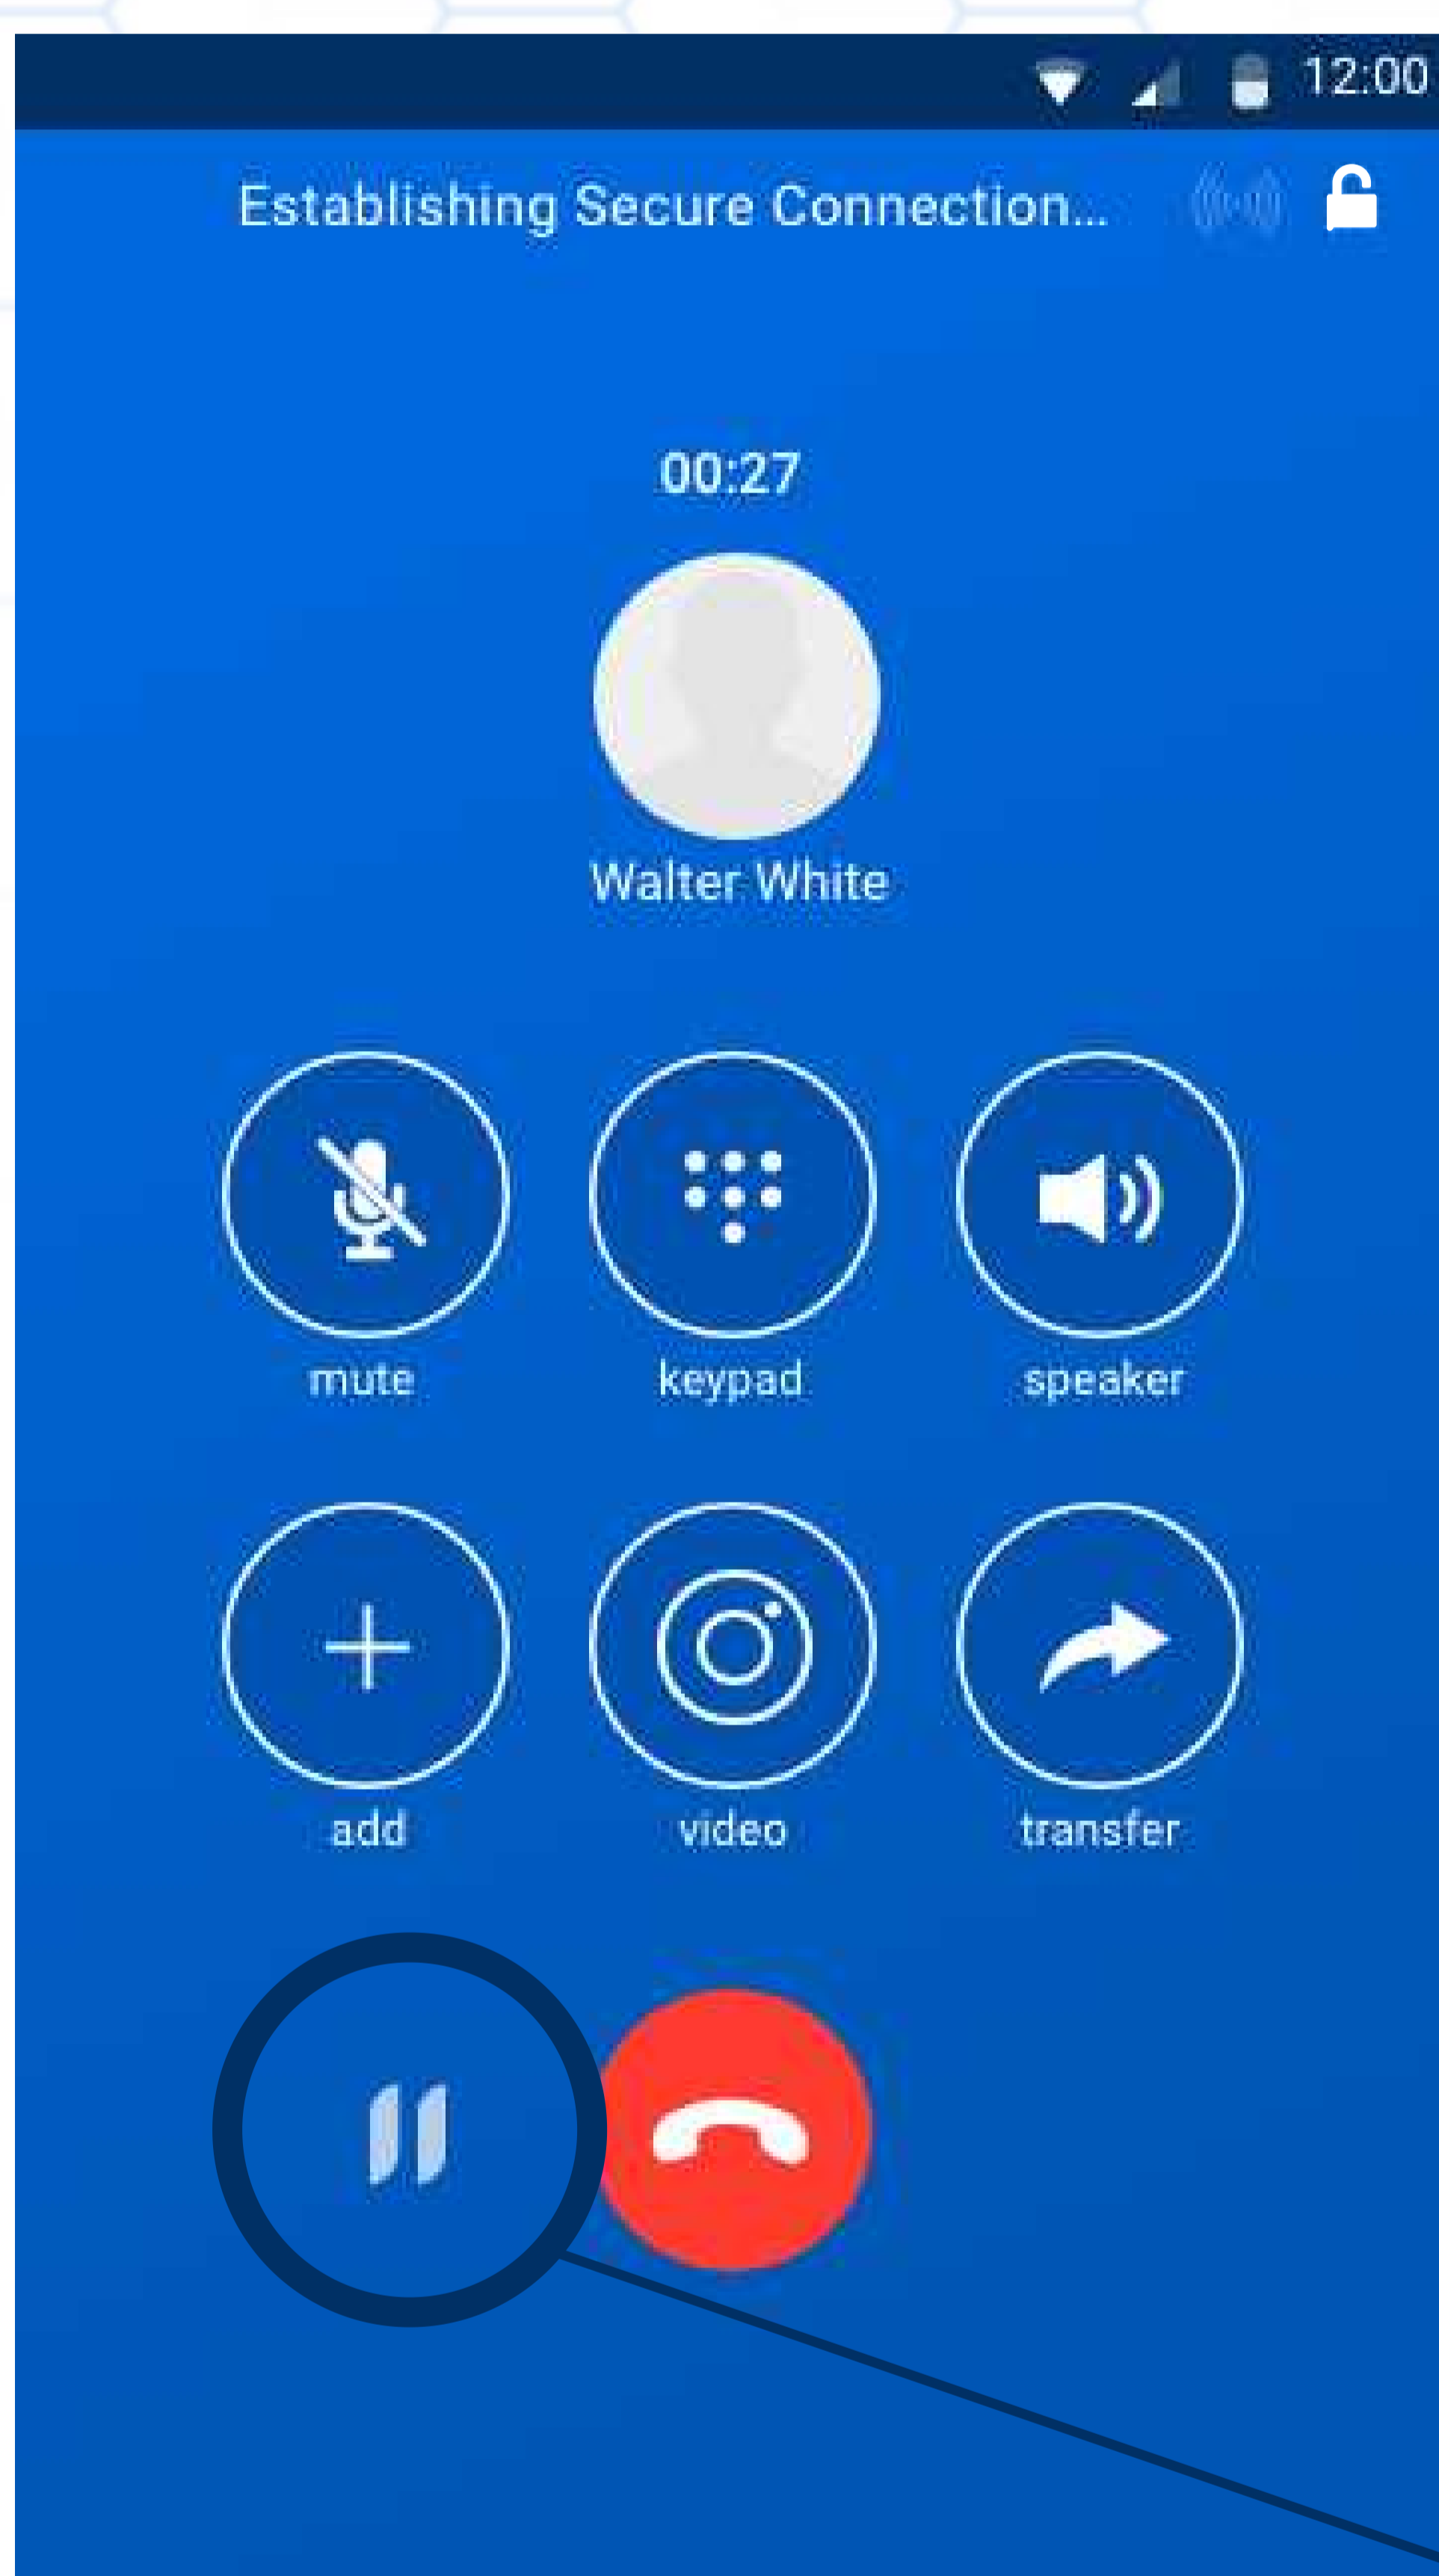 12:00
Establishing Secure Connection...
00:27
Walter White
mute keypad speaker
add video transfer